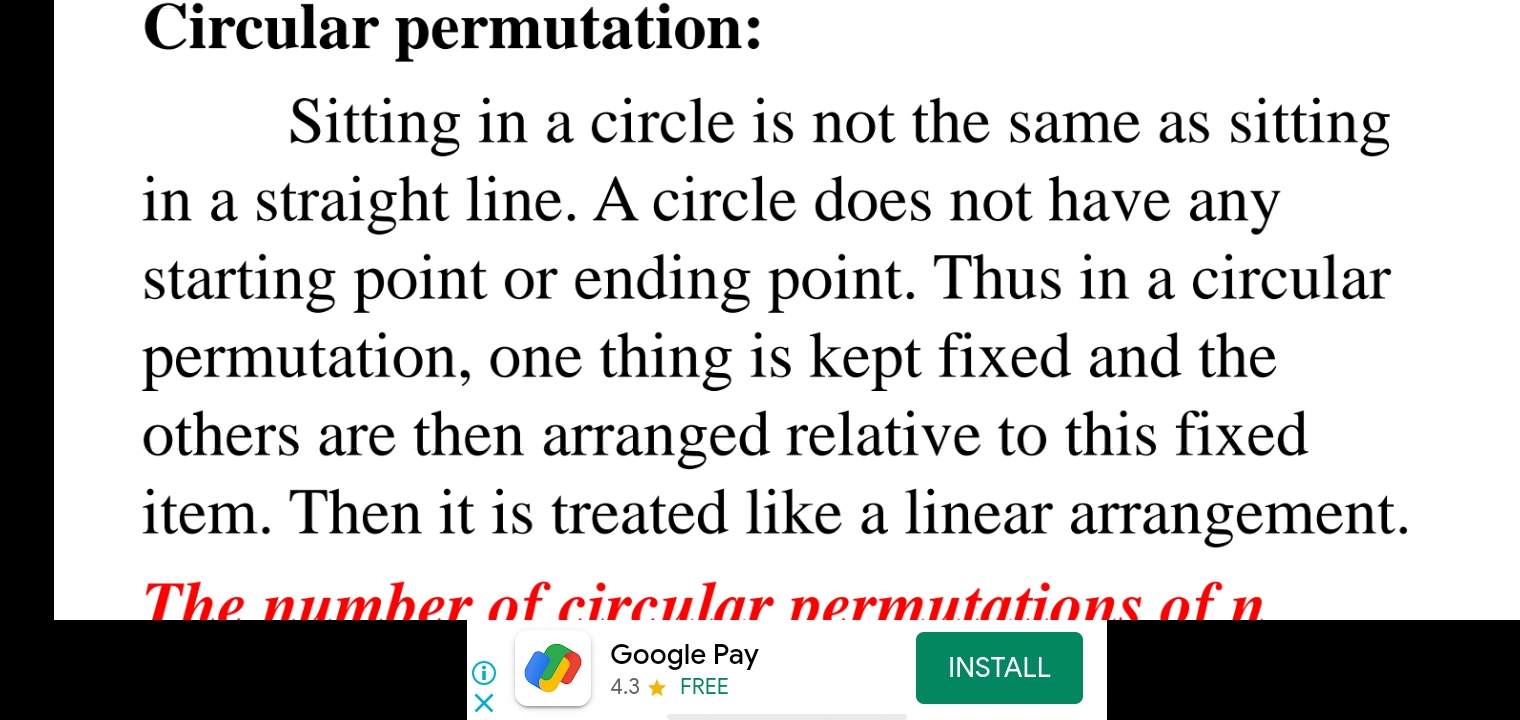 Circular permutation:
Sitting in a circle is not the same as sitting
in a straight line. A circle does not have any
starting point or ending point. Thus in a circular
permutation, one thing is kept fixed and the
others are then arranged relative to this fixed
item. Then it is treated like a linear arrangement.
The number of circular permutations of n
Google Pay
4.3 ★ FREE
INSTALL